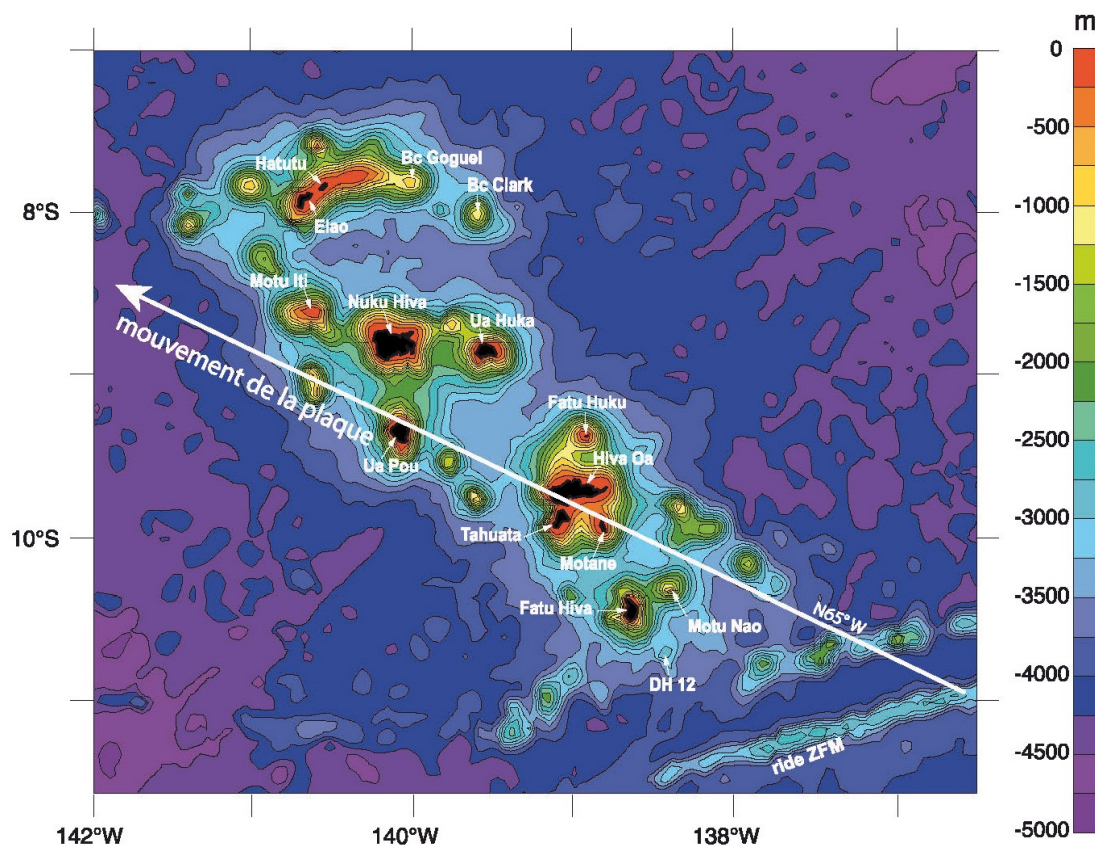 m
0
-500
-1000
-1500
-2000
-2500
-3000
-3500
-4000
-4500
-5000
Hatutu
Bc Goguel
Bc Clark
8°S
Eiao
Motu Iti
Nuku Hiva
Ua Huka
mouvement de la plaque
Fatu Huku
Hiva Oa
Ua Pou
Tahuata
10°S
Motane
Fatu Hiva
Motu Nao
N65°W
DH 12
ride ZFM
142°W
140°W
138°W